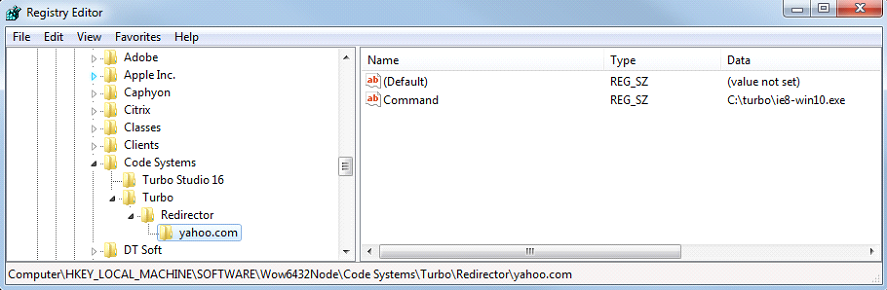 Registry Editor
File Edit View Favorites Help
Adobe
Apple Inc.
Caphyon
Citrix
Classes
Clients
Code Systems
Turbo Studio 16
Turbo
Redirector
yahoo.com
DT Soft
Name Type Data
ab (Default) REG_SZ (value not set)
ab Command REG_SZ C:\turbo\ie8-win10.exe
Computer\HKEY_LOCAL_MACHINE\SOFTWARE\Wow6432Node\Code Systems\Turbo\Redirector\yahoo.com